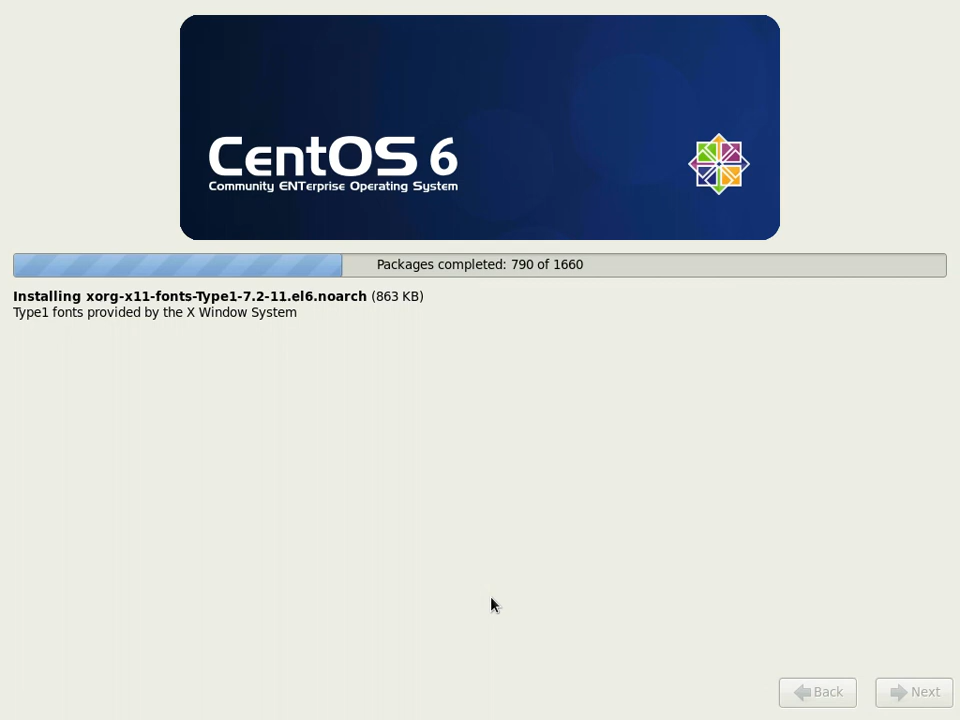 CentOS 6
Community ENTerprise Operating System
Packages completed: 790 of 1660
Installing xorg-x11-fonts-Type1-7.2-11.el6.noarch (863 KB)
Type1 fonts provided by the X Window System
Back Next